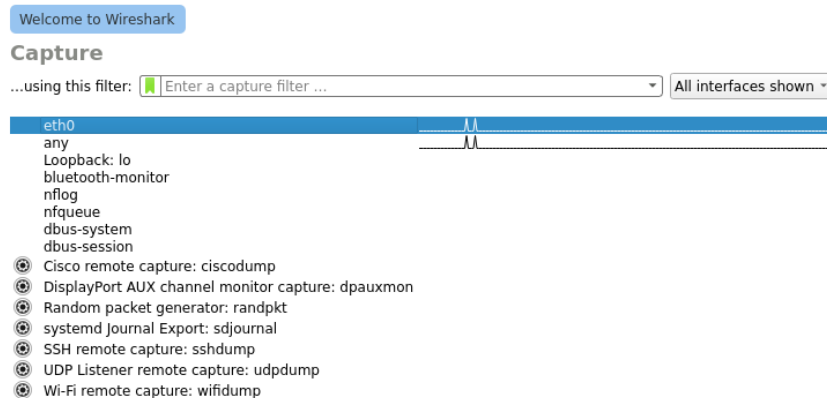 Welcome to Wireshark
Capture
...using this filter: Enter a capture filter ... All interfaces shown
eth0
any
Loopback: lo
bluetooth-monitor
nflog
nfqueue
dbus-system
dbus-session
Cisco remote capture: ciscodump
DisplayPort AUX channel monitor capture: dpauxmon
Random packet generator: randpkt
systemd Journal Export: sdjournal
SSH remote capture: sshdump
UDP Listener remote capture: udpdump
Wi-Fi remote capture: wifidump